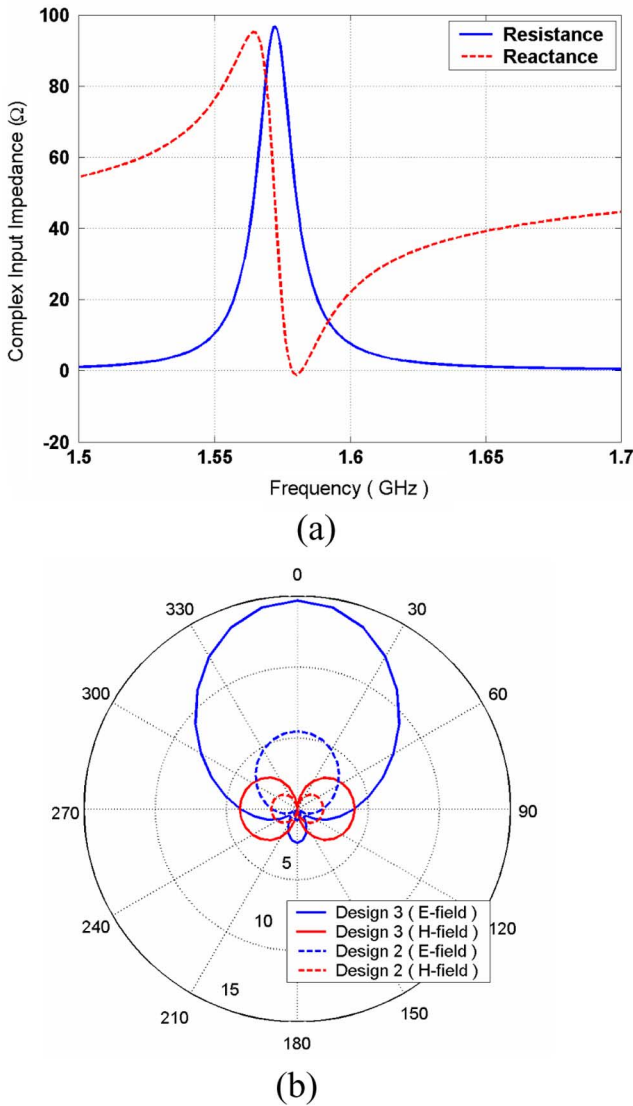 100
80
60
40
20
0
-20
Complex Input Impedance (Ω)
Resistance
Reactance
1.5
1.55
1.6
1.65
1.7
Frequency ( GHz )
(a)
0
330
30
300
60
270
90
5
240
120
10
Design 3 ( E-field )
Design 3 ( H-field )
Design 2 ( E-field )
Design 2 ( H-field )
15
210
150
180
(b)